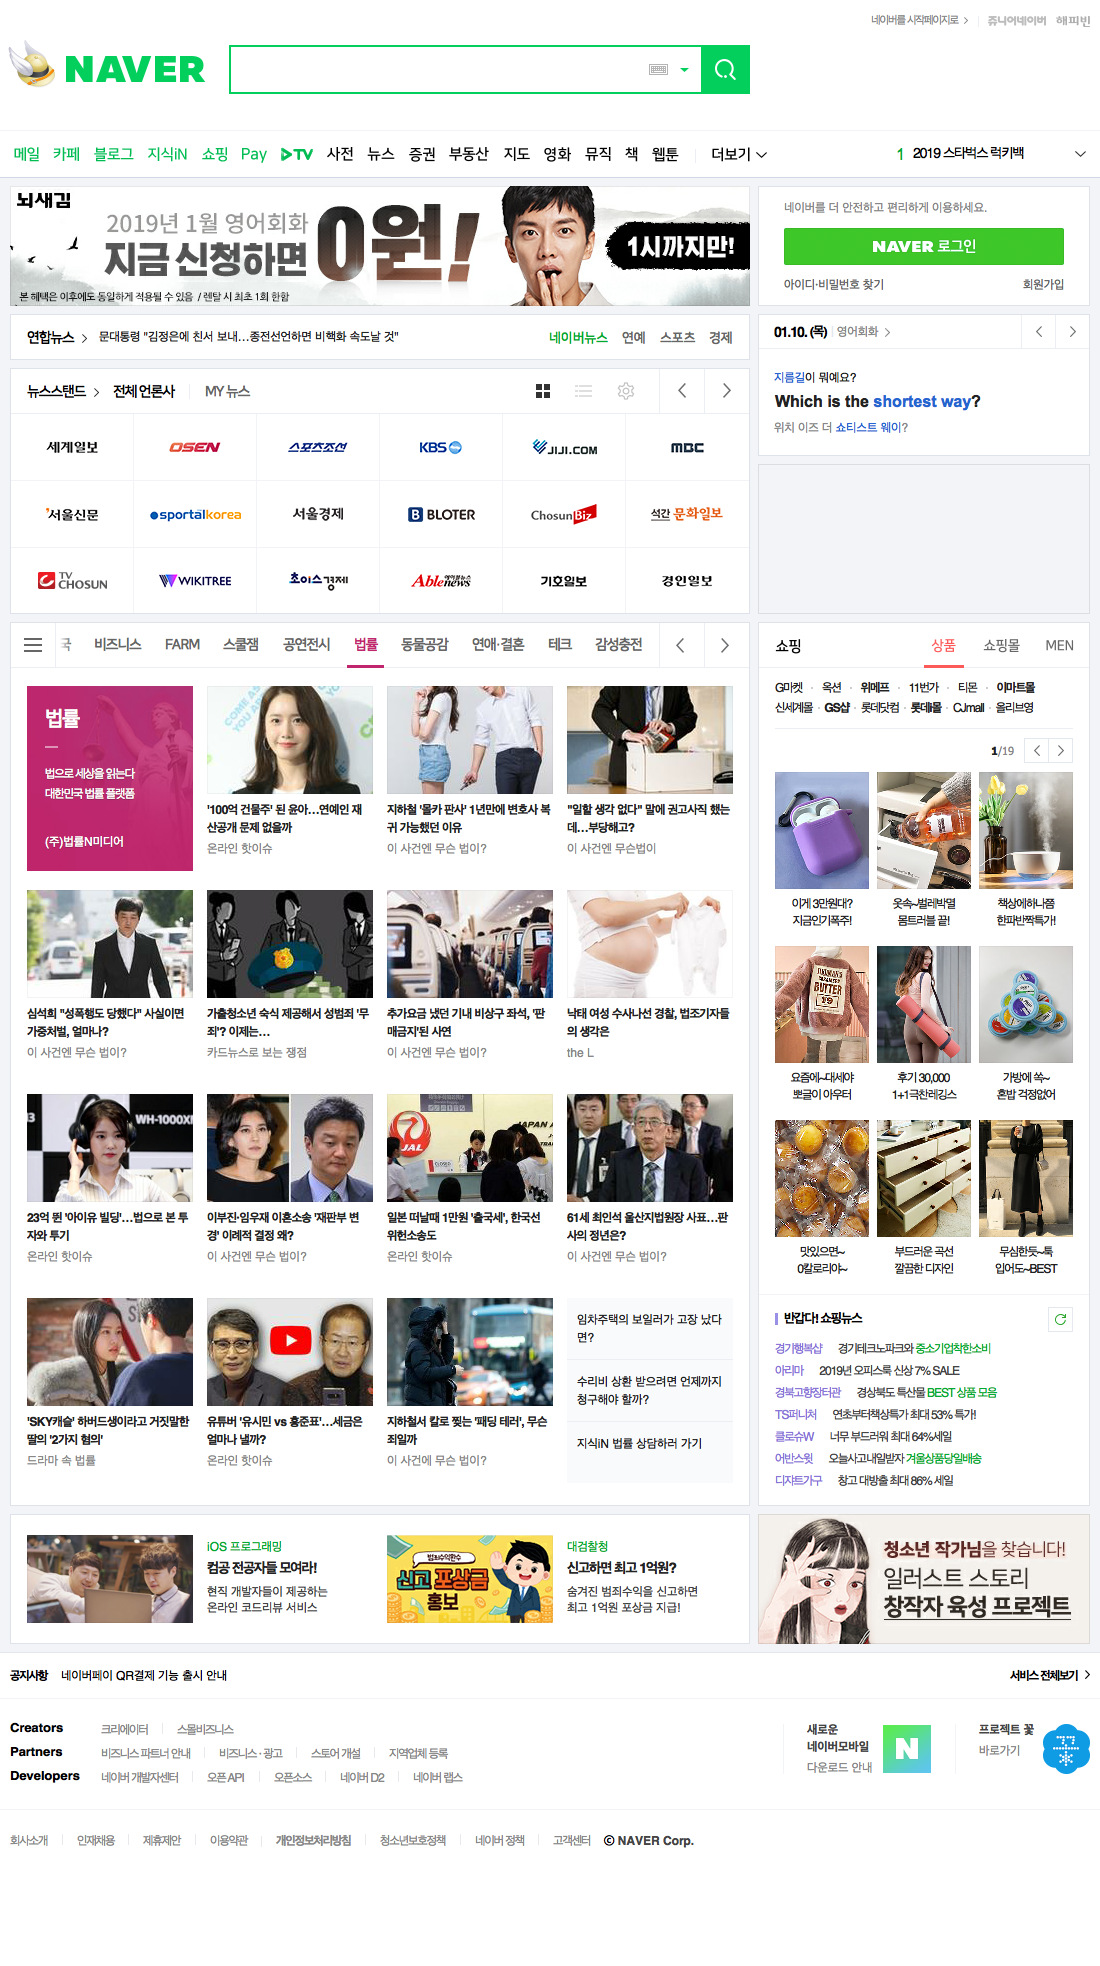 네이버를 시작페이지로
쥬니어네이버 해피빈
NAVER
메일 카페 블로그 지식iN 쇼핑 Pay TV 사전 뉴스 증권 부동산 지도 영화 뮤직 책 웹툰 더보기
1 2019 스타벅스 럭키백
뇌새김
2019년 1월 영어회화
지금 신청하면 0원!
1시까지만!
본 혜택은 이후에도 동일하게 적용될 수 있음 / 렌탈 시 최초 1회 한함
네이버를 더 안전하고 편리하게 이용하세요.
NAVER 로그인
아이디·비밀번호 찾기 회원가입
연합뉴스 문대통령 "김정은에 친서 보내…종전선언하면 비핵화 속도날 것"
네이버뉴스 연예 스포츠 경제
01.10. (목) 영어회화
지름길이 뭐예요?
Which is the shortest way?
위치 이즈 더 쇼티스트 웨이?
뉴스스탠드 전체 언론사 MY 뉴스
세계일보 OSEN 스포츠조선 KBS JIJI.COM MBC
서울신문 sportalkorea 서울경제 BLOTER ChosunBiz 석간 문화일보
TV CHOSUN WIKITREE 초이스경제 Ablenews 에이블뉴스 기호일보 경인일보
국 비즈니스 FARM 스쿨잼 공연전시 법률 동물공감 연애·결혼 테크 감성충전
법률
법으로 세상을 읽는다
대한민국 법률 플랫폼
(주)법률N미디어
'100억 건물주' 된 윤아…연예인 재
산공개 문제 없을까
온라인 핫이슈
지하철 '몰카 판사' 1년만에 변호사 복
귀 가능했던 이유
이 사건엔 무슨 법이?
"일할 생각 없다" 말에 권고사직 했는
데…부당해고?
이 사건엔 무슨법이
심석희 "성폭행도 당했다" 사실이면
가중처벌, 얼마나?
이 사건엔 무슨 법이?
가출청소년 숙식 제공해서 성범죄 '무
죄'? 이제는…
카드뉴스로 보는 쟁점
추가요금 냈던 기내 비상구 좌석, '판
매금지'된 사연
이 사건엔 무슨 법이?
낙태 여성 수사나선 경찰, 법조기자들
의 생각은
the L
WH-1000X
23억 뛴 '아이유 빌딩'…법으로 본 투
자와 투기
온라인 핫이슈
이부진·임우재 이혼소송 '재판부 변
경' 이례적 결정 왜?
이 사건엔 무슨 법이?
JAL
일본 떠날때 1만원 '출국세', 한국선
위헌소송도
온라인 핫이슈
61세 최인석 울산지법원장 사표…판
사의 정년은?
이 사건엔 무슨 법이?
'SKY캐슬' 하버드생이라고 거짓말한
딸의 '2가지 혐의'
드라마 속 법률
유튜버 '유시민 vs 홍준표'…세금은
얼마나 낼까?
온라인 핫이슈
지하철서 칼로 찢는 '패딩 테러', 무슨
죄일까
이 사건에 무슨 법이?
임차주택의 보일러가 고장 났다
면?
수리비 상환 받으려면 언제까지
청구해야 할까?
지식iN 법률 상담하러 가기
쇼핑 상품 쇼핑몰 MEN
G마켓 · 옥션 · 위메프 · 11번가 · 티몬 · 이마트몰
신세계몰 · GS샵 · 롯데닷컴 · 롯데몰 · CJmall · 올리브영
1/19
이게 3만원대?
지금인기폭주!
옷속~벌레박멸
몸트러블 끝!
책상에하나쯤
한파반짝특가!
BUTTER
19
요즘에~대세야
뽀글이 아우터
후기 30,000
1+1극찬레깅스
가방에 쏙~
혼밥 걱정없어
맛있으면~
0칼로리야~
부드러운 곡선
깔끔한 디자인
무심한듯~툭
입어도~BEST
반갑다! 쇼핑뉴스
경기행복샵 경기테크노파크와 중소기업착한소비
아리마 2019년 오피스룩 신상 7% SALE
경북고향장터관 경상북도 특산물 BEST 상품 모음
TS퍼니처 연초부터책상특가 최대 53% 특가!
클로슈W 너무 부드러워 최대 64%세일
어반스윗 오늘사고내일받자 겨울상품당일배송
디쟈트가구 창고 대방출 최대 86% 세일
iOS 프로그래밍
컴공 전공자들 모여라!
현직 개발자들이 제공하는
온라인 코드리뷰 서비스
범죄수익환수
신고 포상금
홍보
대검찰청
신고하면 최고 1억원?
숨겨진 범죄수익을 신고하면
최고 1억원 포상금 지급!
청소년 작가님을 찾습니다!
일러스트 스토리
창작자 육성 프로젝트
공지사항 네이버페이 QR결제 기능 출시 안내
서비스 전체보기
Creators 크리에이터 스몰비즈니스
Partners 비즈니스 파트너 안내 비즈니스 · 광고 스토어 개설 지역업체 등록
Developers 네이버 개발자센터 오픈 API 오픈소스 네이버 D2 네이버 랩스
새로운
네이버모바일
다운로드 안내
N
프로젝트 꽃
바로가기
회사소개 인재채용 제휴제안 이용약관 개인정보처리방침 청소년보호정책 네이버 정책 고객센터 ⓒ NAVER Corp.